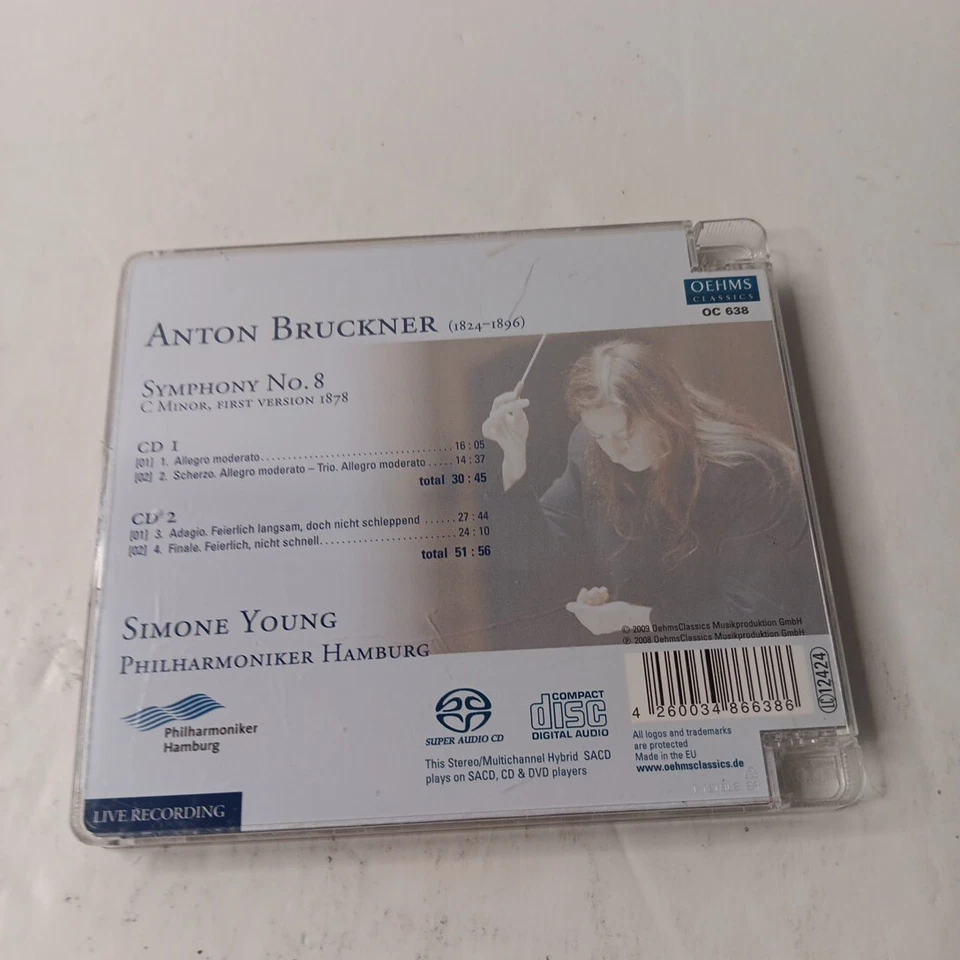 OEHMS
CLASSICS
OC 638
ANTON BRUCKNER (1824–1896)
SYMPHONY NO. 8
C MINOR, FIRST VERSION 1878
CD 1
[01] 1. Allegro moderato........................................16 : 05
[02] 2. Scherzo. Allegro moderato – Trio. Allegro moderato ..... 14 : 37
total 30 : 45
CD 2
[01] 3. Adagio. Feierlich langsam, doch nicht schleppend ...... 27 : 44
[02] 4. Finale. Feierlich, nicht schnell........................... 24 : 10
total 51 : 56
SIMONE YOUNG
PHILHARMONIKER HAMBURG
© 2009 OehmsClassics Musikproduktion GmbH
℗ 2008 OehmsClassics Musikproduktion GmbH
Philharmoniker
Hamburg
SUPER AUDIO CD
COMPACT
disc
DIGITAL AUDIO
This Stereo/Multichannel Hybrid SACD
plays on SACD, CD & DVD players
4 260034 866386
LC 12424
All logos and trademarks
are protected
Made in the EU
www.oehmsclassics.de
LIVE RECORDING